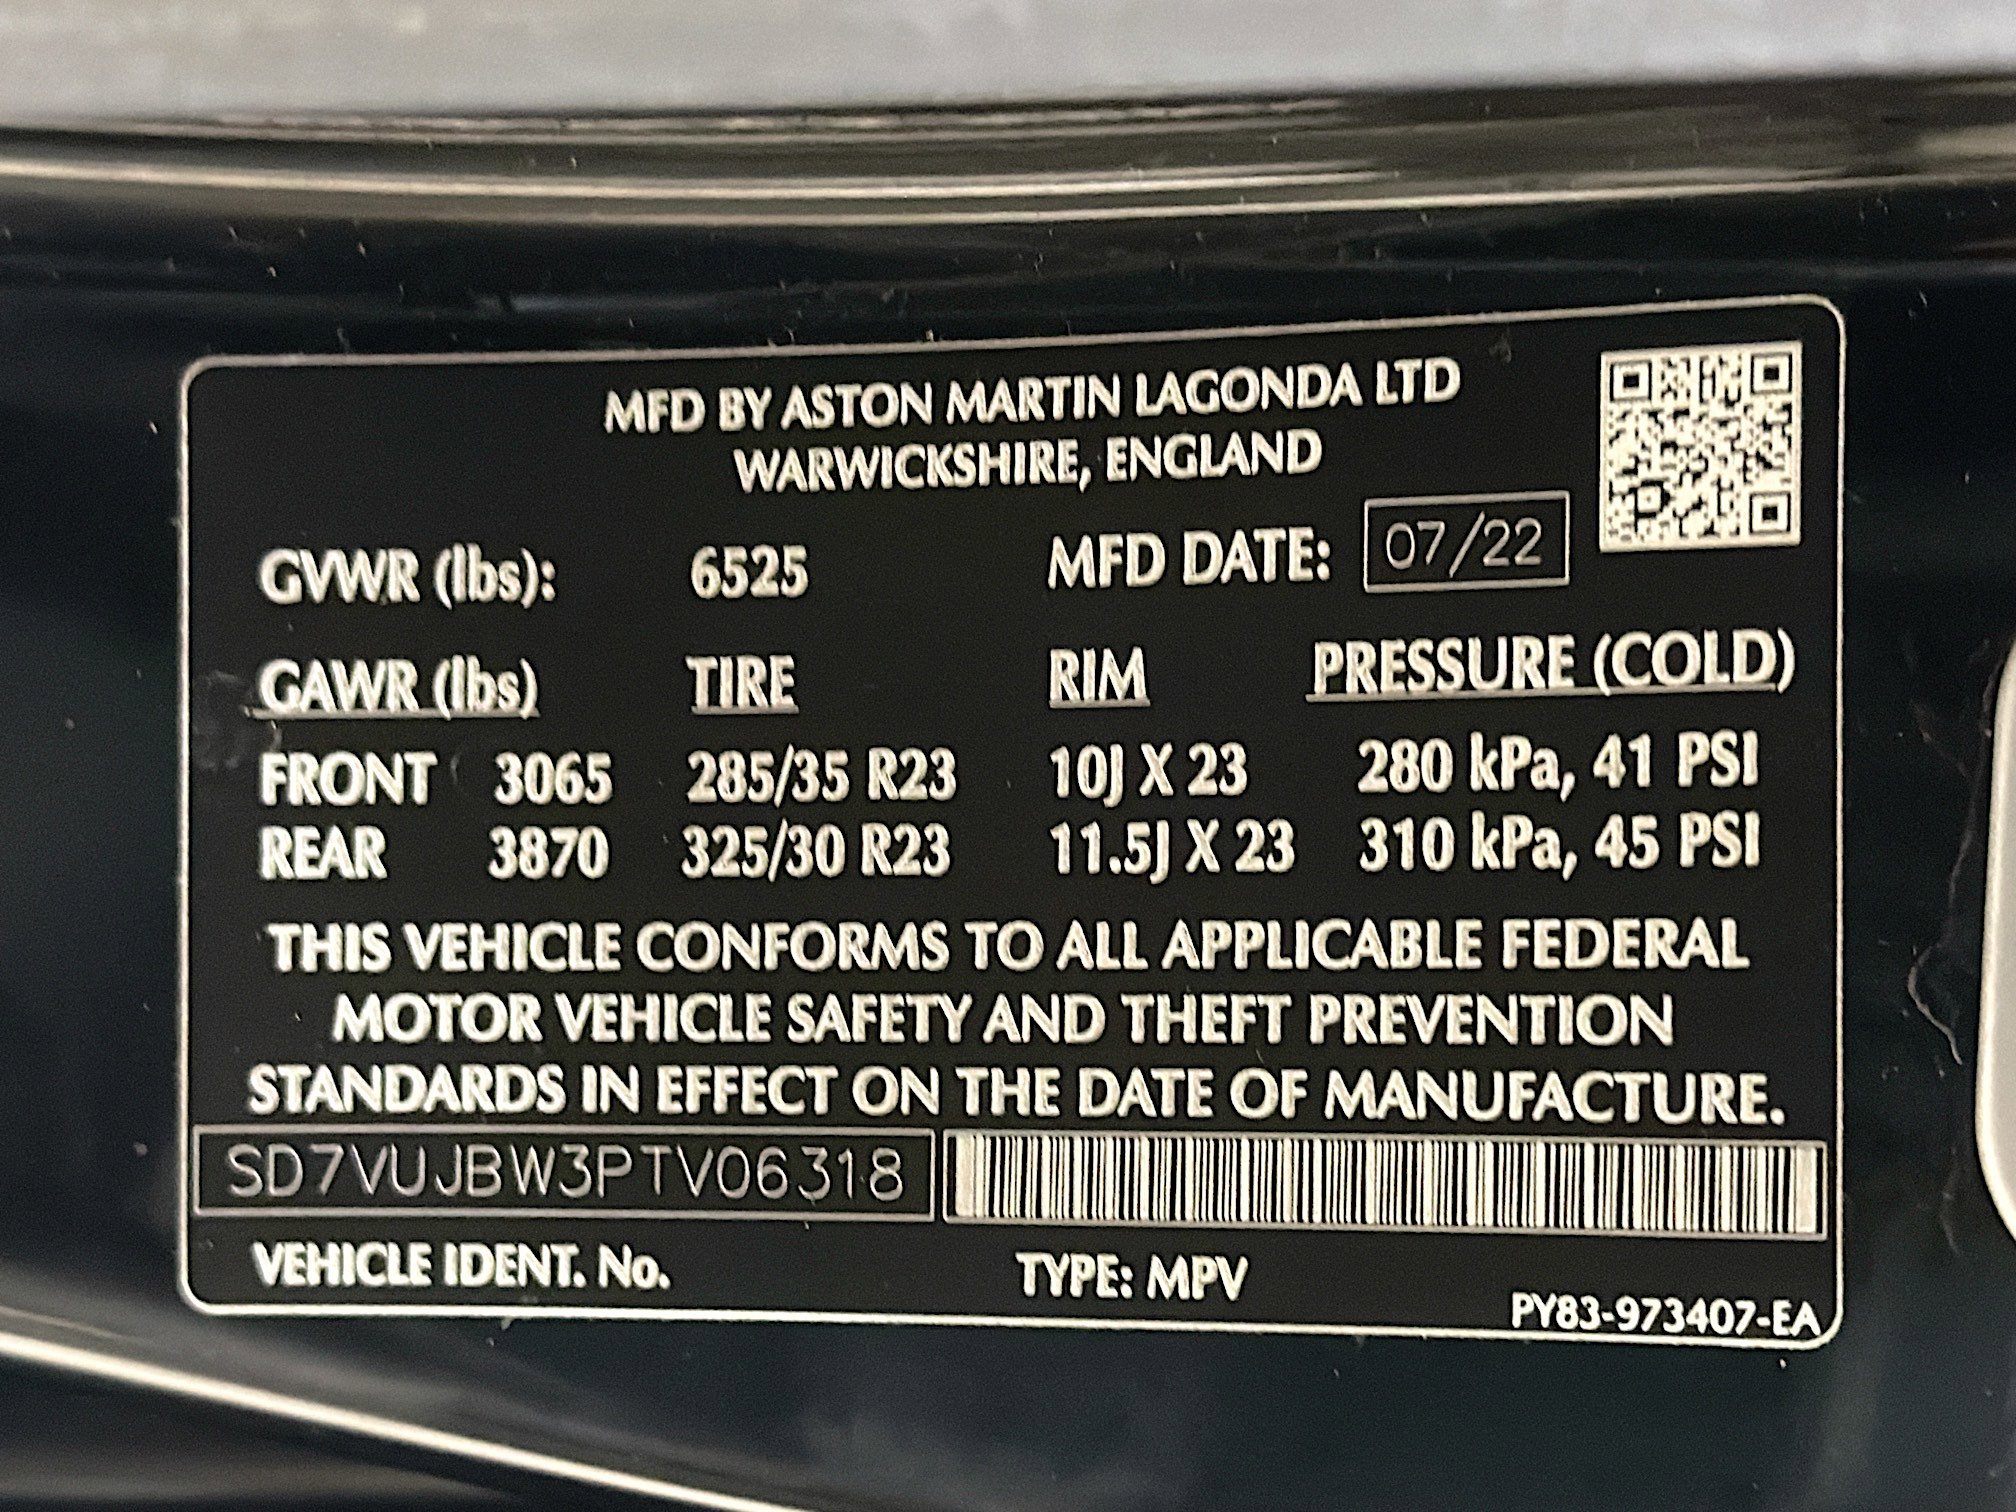 MFD BY ASTON MARTIN LAGONDA LTD
WARWICKSHIRE, ENGLAND
GVWR (lbs): 6525 MFD DATE: 07/22
GAWR (lbs) TIRE RIM PRESSURE (COLD)
FRONT 3065 285/35 R23 10J X 23 280 kPa, 41 PSI
REAR 3870 325/30 R23 11.5J X 23 310 kPa, 45 PSI
THIS VEHICLE CONFORMS TO ALL APPLICABLE FEDERAL
MOTOR VEHICLE SAFETY AND THEFT PREVENTION
STANDARDS IN EFFECT ON THE DATE OF MANUFACTURE.
SD7VUJBW3PTV06318
VEHICLE IDENT. No. TYPE: MPV
PY83-973407-EA